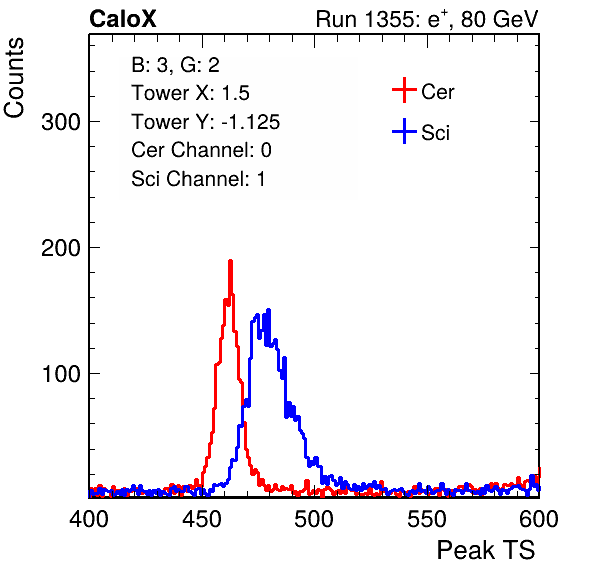 CaloX
Run 1355: e+, 80 GeV
Counts
B: 3, G: 2
Tower X: 1.5
Tower Y: -1.125
Cer Channel: 0
Sci Channel: 1
Cer
Sci
300
200
100
400 450 500 550 600
Peak TS